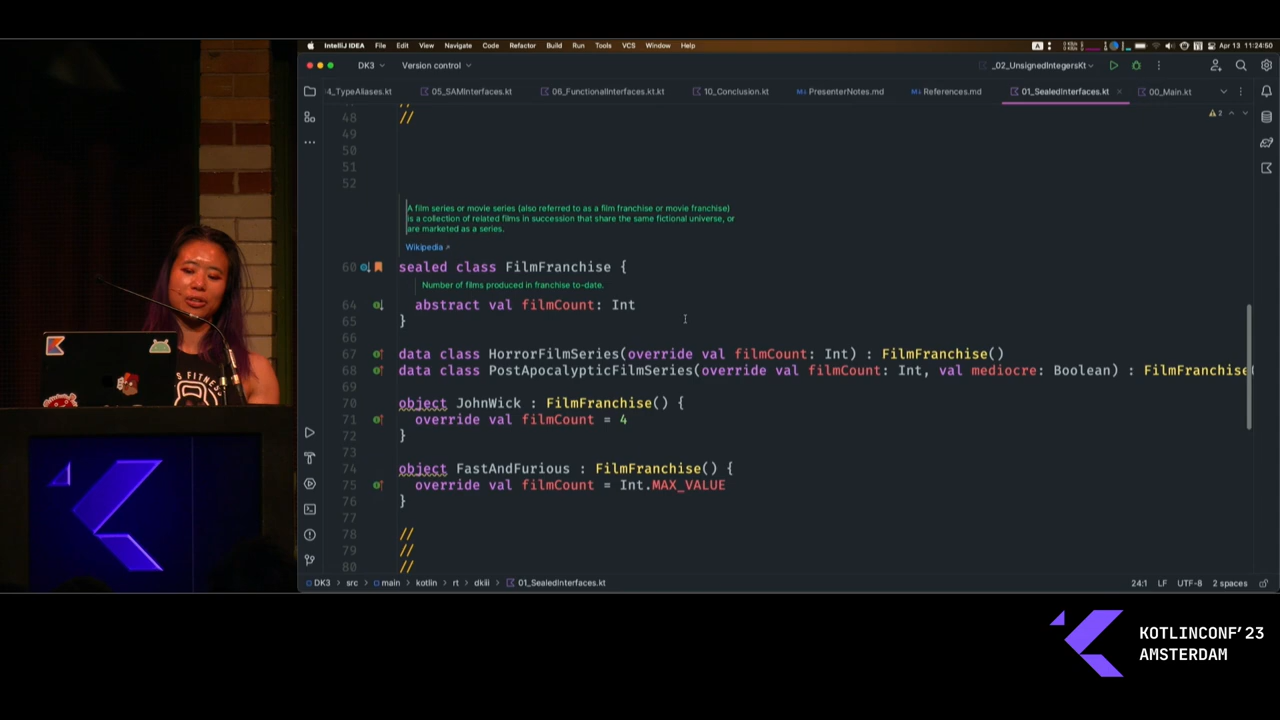 IntelliJ IDEA File Edit View Navigate Code Refactor Build Run Tools VCS Window Help
Apr 13 11:24:50
DK3 Version control
_02_UnsignedIntegersKt
4_TypeAliases.kt 05_SAMInterfaces.kt 06_FunctionalInterfaces.kt.kt 10_Conclusion.kt PresenterNotes.md References.md 01_SealedInterfaces.kt 00_Main.kt
48 //
2
49
50
51
52
A film series or movie series (also referred to as a film franchise or movie franchise)
is a collection of related films in succession that share the same fictional universe, or
are marketed as a series.
Wikipedia
60 sealed class FilmFranchise {
Number of films produced in franchise to-date.
64 abstract val filmCount: Int
65 }
66
67 data class HorrorFilmSeries(override val filmCount: Int) : FilmFranchise()
68 data class PostApocalypticFilmSeries(override val filmCount: Int, val mediocre: Boolean) : FilmFranchise(
69
70 object JohnWick : FilmFranchise() {
71 override val filmCount = 4
72 }
73
74 object FastAndFurious : FilmFranchise() {
75 override val filmCount = Int.MAX_VALUE
76 }
77
78 //
79 //
80 //
DK3 > src > main > kotlin > rt > dkiii > 01_SealedInterfaces.kt
24:1 LF UTF-8 2 spaces
KOTLINCONF'23
AMSTERDAM